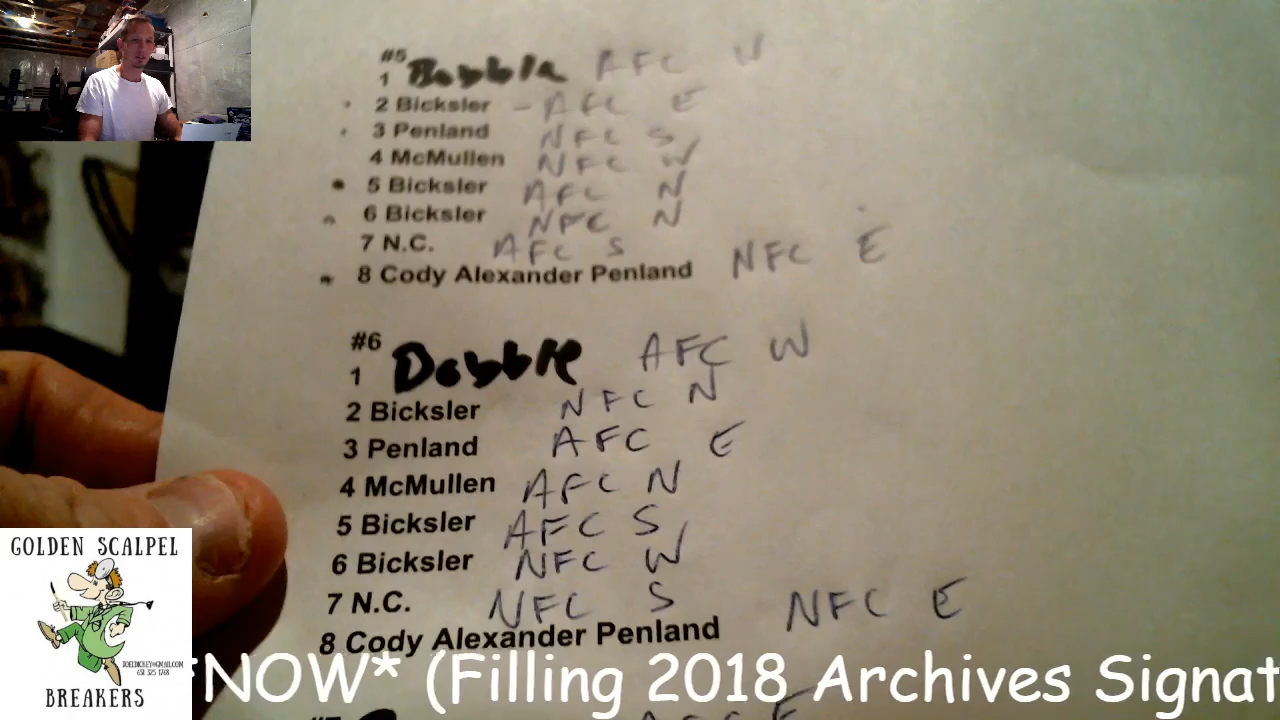 #5
1 Dabble AFC W
2 Bicksler - AFC E
3 Penland NFC S
4 McMullen NFC W
5 Bicksler AFC N
6 Bicksler NFC N
7 N.C. AFC S
8 Cody Alexander Penland NFC E
#6
1 Dabble AFC W
2 Bicksler NFC N
3 Penland AFC E
4 McMullen AFC N
5 Bicksler AFC S
6 Bicksler NFC W
7 N.C. NFC S
8 Cody Alexander Penland NFC E
GOLDEN SCALPEL
BREAKERS
*NOW* (Filling 2018 Archives Signat